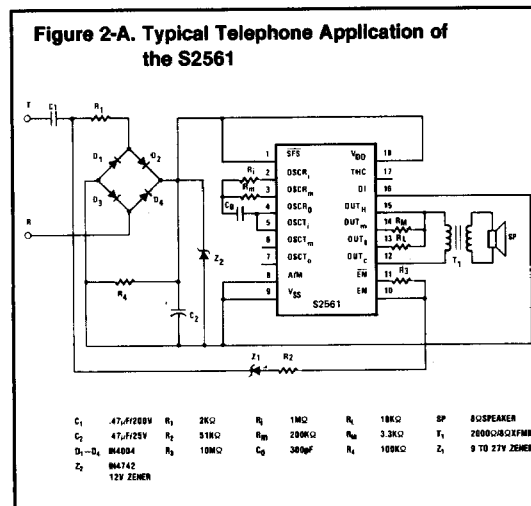 Figure 2-A. Typical Telephone Application of
the S2561
T
C1
R1
D1
D2
D3
D4
R
R4
C2
Z2
Ri
Rm
C0
1 SFS
2 OSCRi
3 OSCRm
4 OSCR0
5 OSCTi
6 OSCTm
7 OSCTo
8 A/M
9 VSS
VDD 18
THC 17
DI 16
OUTH 15
OUTm 14
13
OUTC 12
EN 11
EN 10
S2561
RM
RL
R3
T1
SP
Z1
R2
C1 .47μF/200V R1 2KΩ Ri 1MΩ RL 18KΩ SP 8ΩSPEAKER
C2 .47μF/25V R2 51KΩ Rm 200KΩ RM 3.3KΩ T1 2000Ω/8ΩXFMR
D1–D4 IN4004 R3 10MΩ C0 300pF R4 100KΩ Z1 9 TO 27V ZENER
Z2 IN4742
12V ZENER